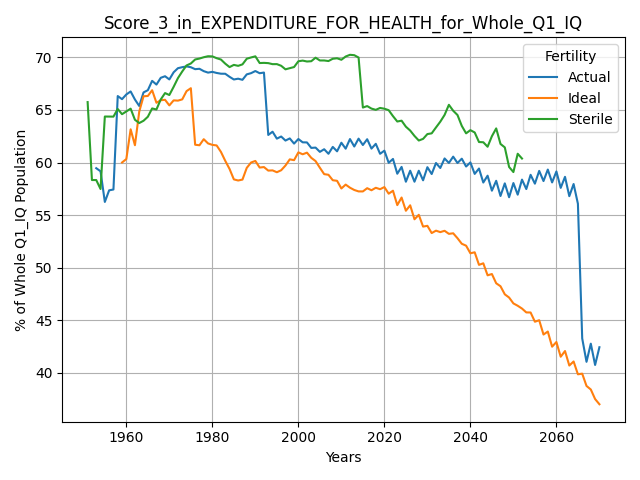 Score_3_in_EXPENDITURE_FOR_HEALTH_for_Whole_Q1_IQ
Fertility
Actual
Ideal
Sterile
% of Whole Q1_IQ Population
70
65
60
55
50
45
40
1960
1980
2000
2020
2040
2060
Years